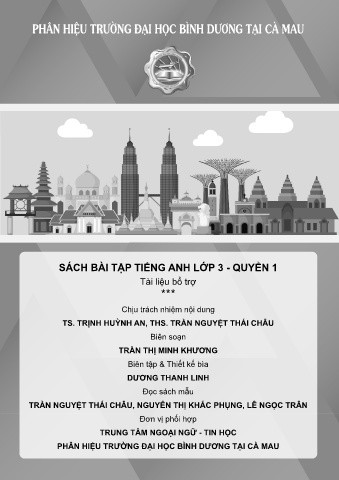 PHÂN HIỆU TRƯỜNG ĐẠI HỌC BÌNH DƯƠNG TẠI CÀ MAU
SÁCH BÀI TẬP TIẾNG ANH LỚP 3 - QUYỂN 1
Tài liệu bổ trợ
***
Chịu trách nhiệm nội dung
TS. TRỊNH HUỲNH AN, THS. TRẦN NGUYỆT THÁI CHÂU
Biên soạn
TRẦN THỊ MINH KHƯƠNG
Biên tập & Thiết kế bìa
DƯƠNG THANH LINH
Đọc sách mẫu
TRẦN NGUYỆT THÁI CHÂU, NGUYỄN THỊ KHẮC PHỤNG, LÊ NGỌC TRÂN
Đơn vị phối hợp
TRUNG TÂM NGOẠI NGỮ - TIN HỌC
PHÂN HIỆU TRƯỜNG ĐẠI HỌC BÌNH DƯƠNG TẠI CÀ MAU